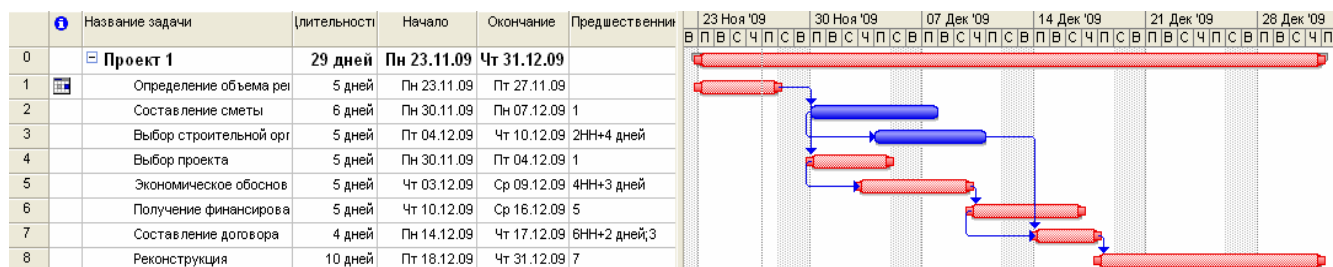 Название задачи Длительность Начало Окончание Предшественник 23 Ноя '09 30 Ноя '09 07 Дек '09 14 Дек '09 21 Дек '09 28 Дек '09
В П В С Ч П С В П В С Ч П С В П В С Ч П С В П В С Ч П С В П В С Ч П С В П В С Ч П
0 Проект 1 29 дней Пн 23.11.09 Чт 31.12.09
1 Определение объема рег 5 дней Пн 23.11.09 Пт 27.11.09
2 Составление сметы 6 дней Пн 30.11.09 Пн 07.12.09 1
3 Выбор строительной орг 5 дней Пт 04.12.09 Чт 10.12.09 2НН+4 дней
4 Выбор проекта 5 дней Пн 30.11.09 Пт 04.12.09 1
5 Экономическое обоснов 5 дней Чт 03.12.09 Ср 09.12.09 4НН+3 дней
6 Получение финансирова 5 дней Чт 10.12.09 Ср 16.12.09 5
7 Составление договора 4 дней Пн 14.12.09 Чт 17.12.09 6НН+2 дней;3
8 Реконструкция 10 дней Пт 18.12.09 Чт 31.12.09 7